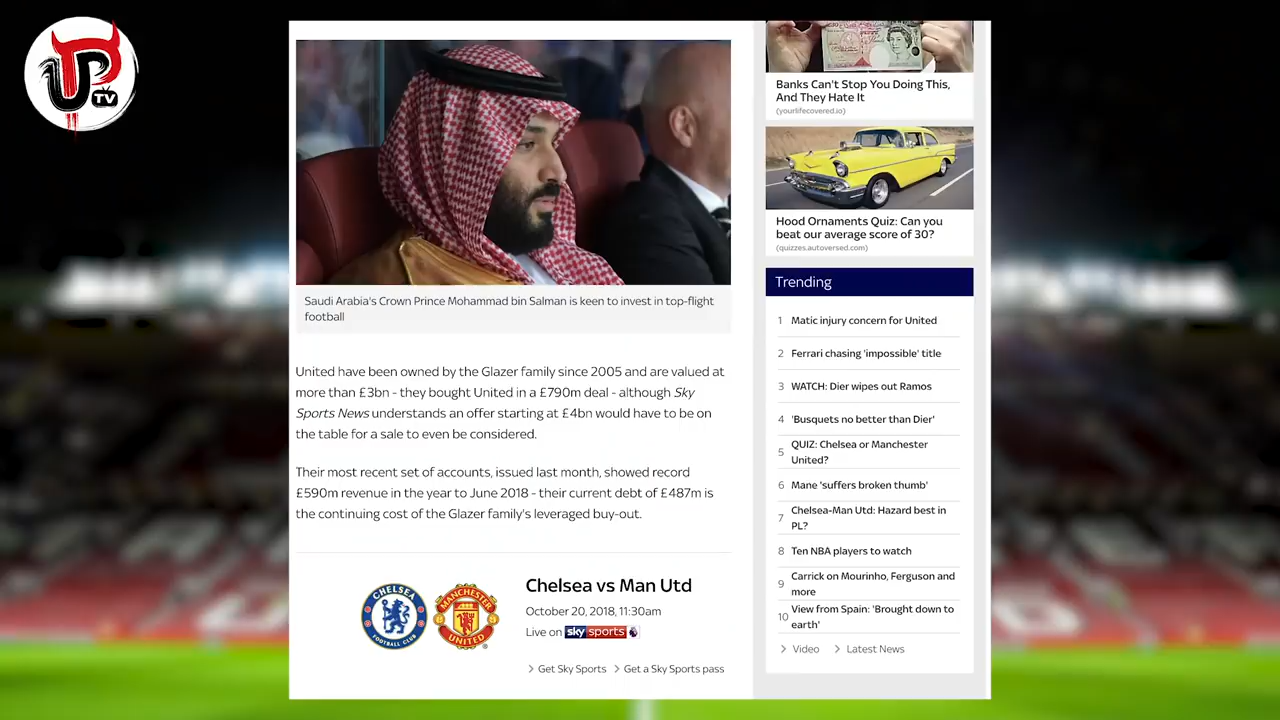 UP
TV
Saudi Arabia's Crown Prince Mohammad bin Salman is keen to invest in top-flight
football
United have been owned by the Glazer family since 2005 and are valued at
more than £3bn - they bought United in a £790m deal - although Sky
Sports News understands an offer starting at £4bn would have to be on
the table for a sale to even be considered.
Their most recent set of accounts, issued last month, showed record
£590m revenue in the year to June 2018 - their current debt of £487m is
the continuing cost of the Glazer family's leveraged buy-out.
CHELSEA
FOOTBALL CLUB
MANCHESTER
UNITED
Chelsea vs Man Utd
October 20, 2018, 11:30am
Live on sky sports
Get Sky Sports
Get a Sky Sports pass
Banks Can't Stop You Doing This,
And They Hate It
(yourlifecovered.io)
Hood Ornaments Quiz: Can you
beat our average score of 30?
(quizzes.autoversed.com)
Trending
1 Matic injury concern for United
2 Ferrari chasing 'impossible' title
3 WATCH: Dier wipes out Ramos
4 'Busquets no better than Dier'
5 QUIZ: Chelsea or Manchester
United?
6 Mane 'suffers broken thumb'
7 Chelsea-Man Utd: Hazard best in
PL?
8 Ten NBA players to watch
9 Carrick on Mourinho, Ferguson and
more
10 View from Spain: 'Brought down to
earth'
Video
Latest News